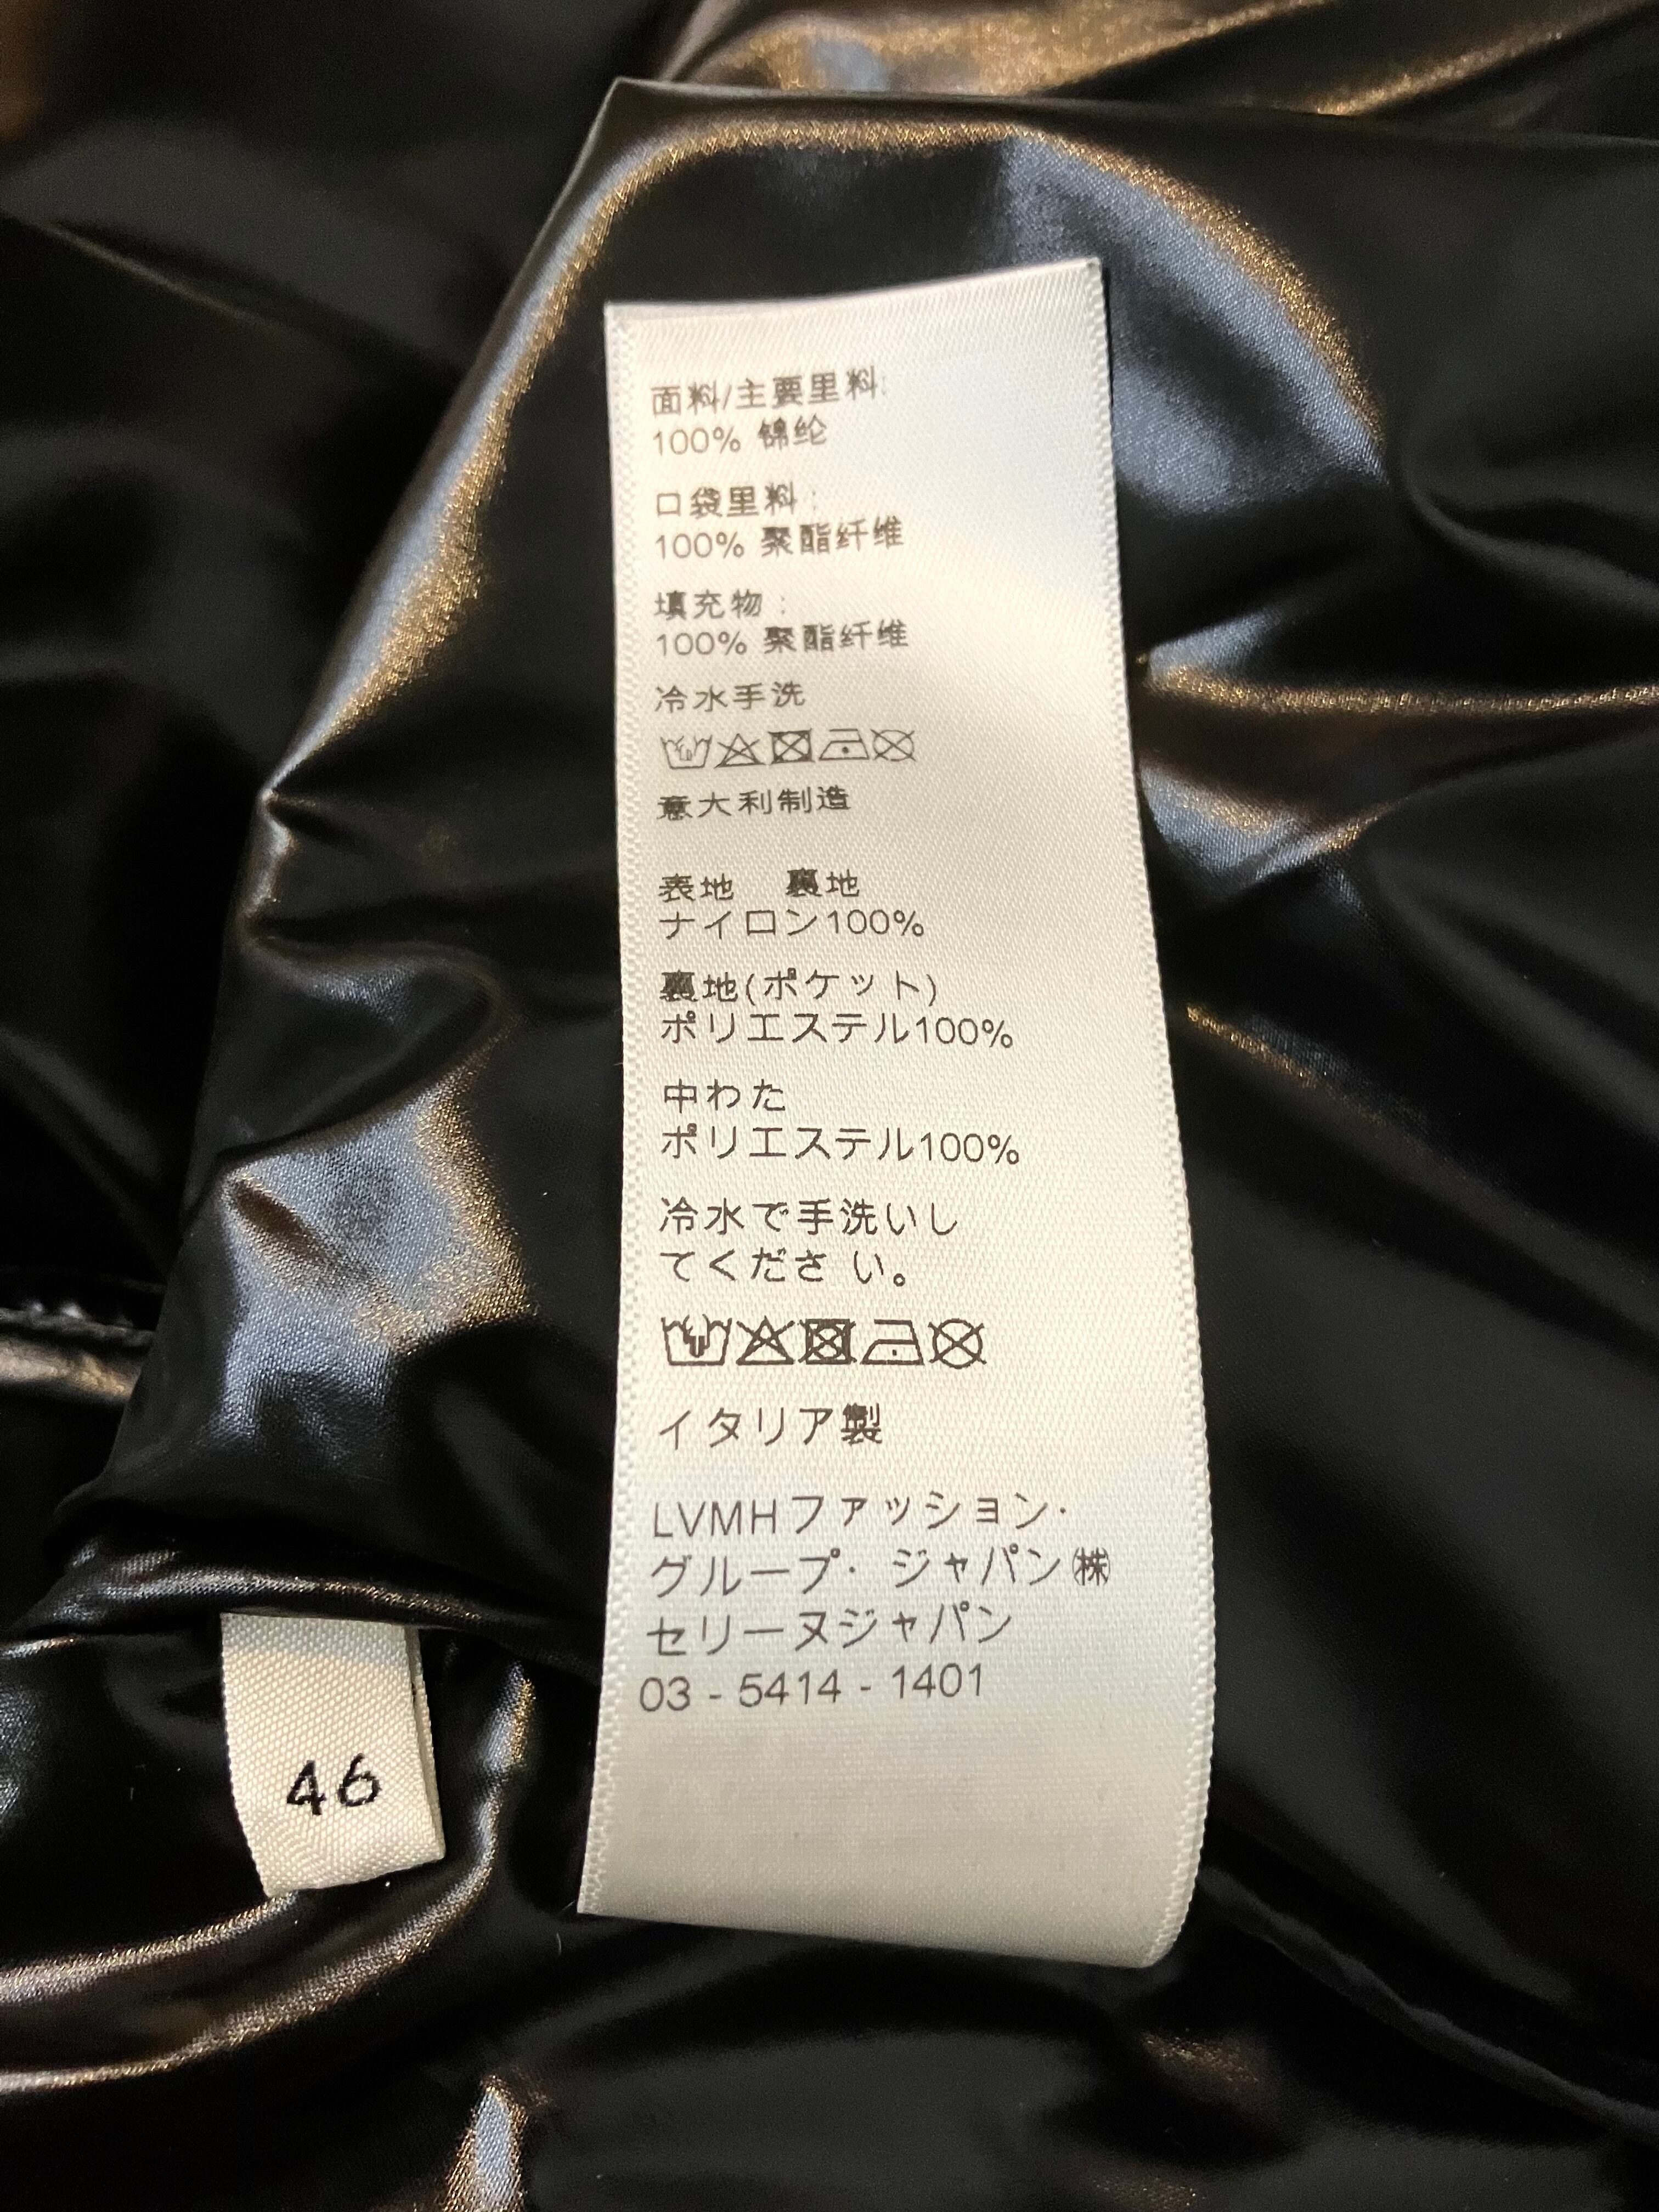 面料/主要里料:
100% 锦纶
口袋里料:
100% 聚酯纤维
填充物:
100% 聚酯纤维
冷水手洗
意大利制造
表地 裏地
ナイロン100%
裏地(ポケット)
ポリエステル100%
中わた
ポリエステル100%
冷水で手洗いし
てくださ い。
イタリア製
LVMHファッション·
グループ· ジャパン㈱
セリーヌジャパン
03 - 5414 - 1401
46